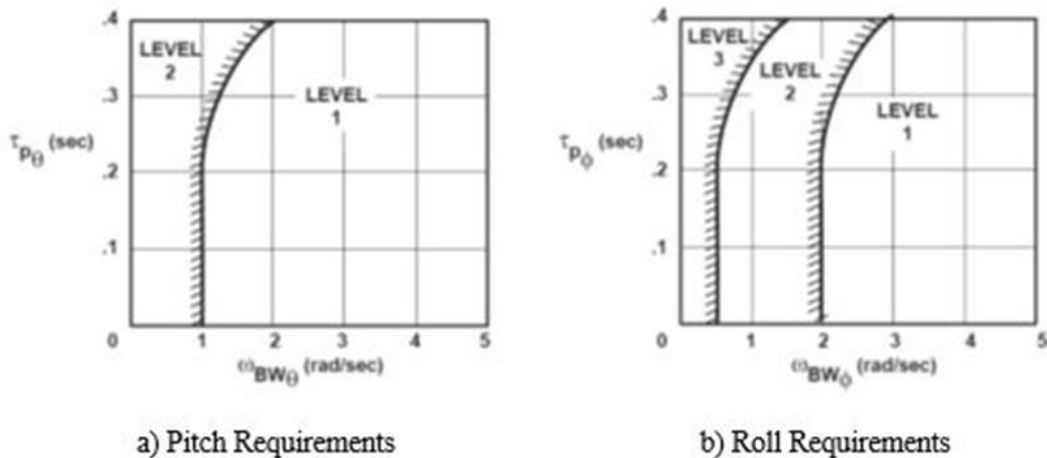 .4
LEVEL
2
.3
LEVEL
1
τpθ (sec)
.2
.1
0 1 2 3 4 5
ωBWθ (rad/sec)
a) Pitch Requirements
.4
LEVEL
3
LEVEL
2
.3
LEVEL
1
τpϕ (sec)
.2
.1
0 1 2 3 4 5
ωBWϕ (rad/sec)
b) Roll Requirements